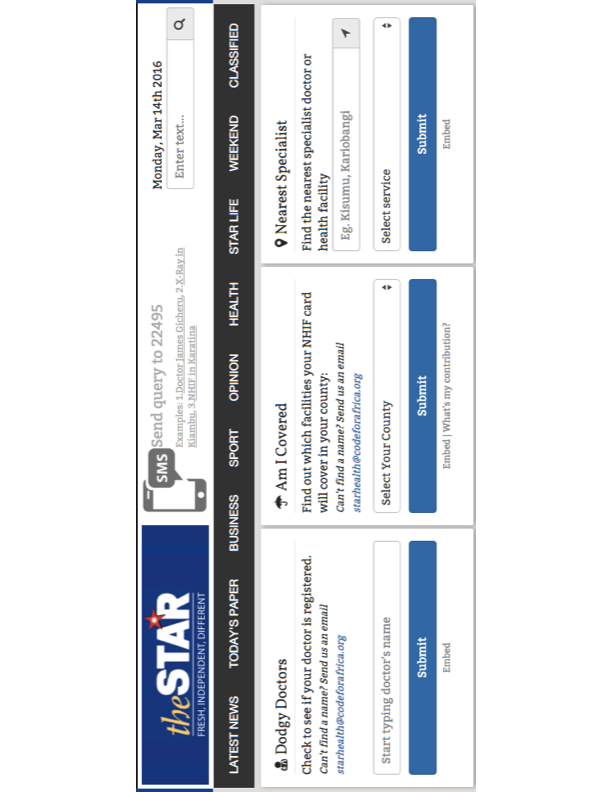 theSTAR
FRESH, INDEPENDENT, DIFFERENT
SMS
Send query to 22495
Examples: 1.Doctor James Gicheru, 2.X-Ray in
Kiambu, 3.NHIF in Karatina
Monday, Mar 14th 2016
Enter text...
LATEST NEWS TODAY'S PAPER BUSINESS SPORT OPINION HEALTH STAR LIFE WEEKEND CLASSIFIED
Dodgy Doctors
Check to see if your doctor is registered.
Can't find a name? Send us an email
starhealth@codeforafrica.org
Start typing doctor's name
Submit
Embed
Am I Covered
Find out which facilities your NHIF card
will cover in your county:
Can't find a name? Send us an email
starhealth@codeforafrica.org
Select Your County
Submit
Embed | What's my contribution?
Nearest Specialist
Find the nearest specialist doctor or
health facility
Eg. Kisumu, Kariobangi
Select service
Submit
Embed